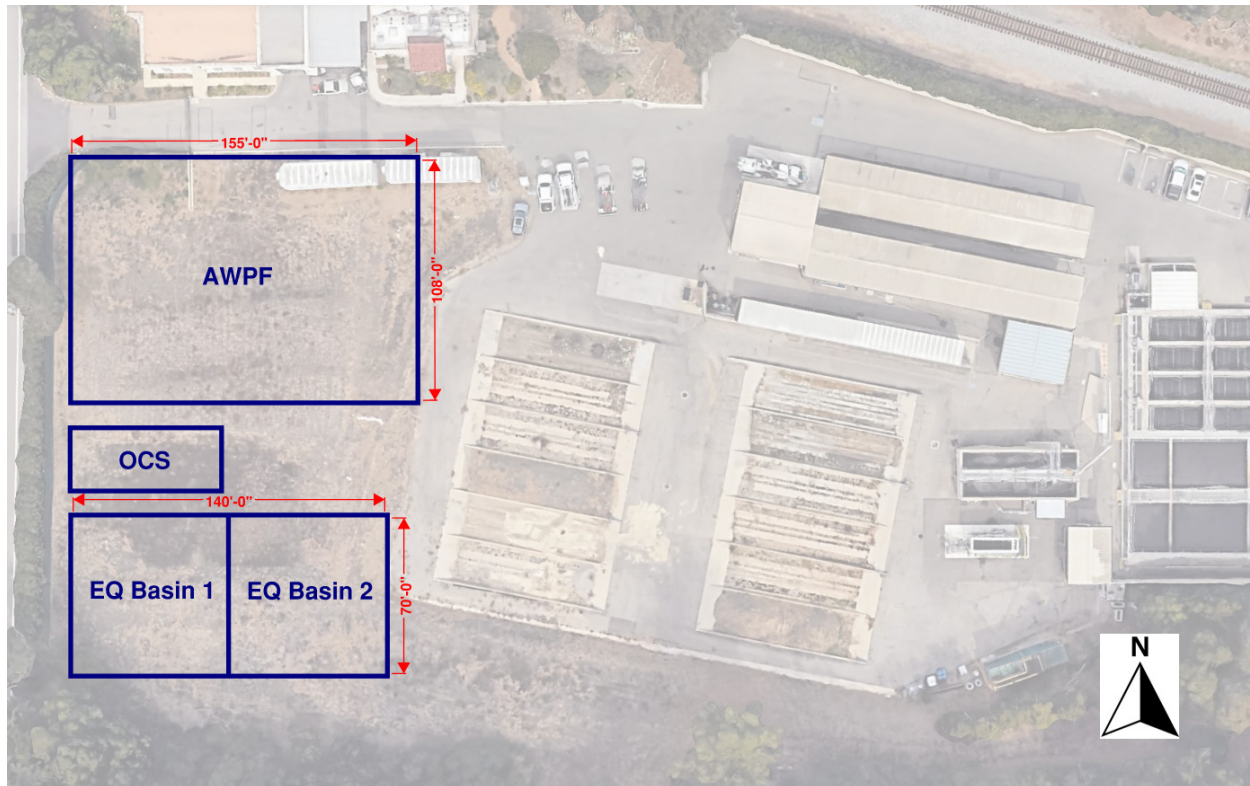 155'-0"
AWPF
108'-0"
OCS
140'-0"
EQ Basin 1
EQ Basin 2
70'-0"
N